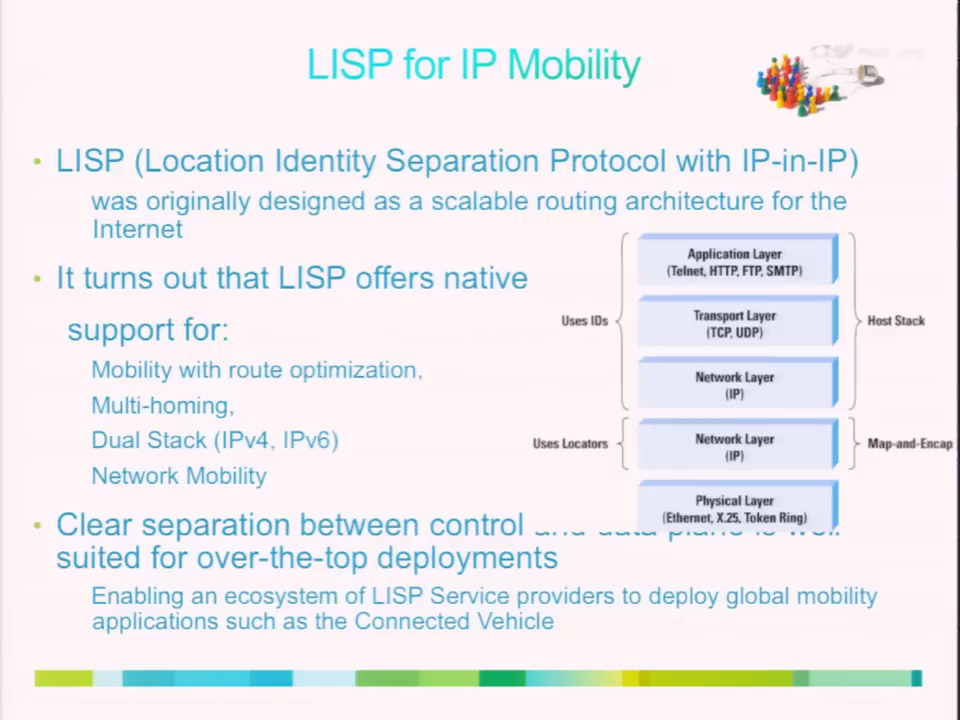 LISP for IP Mobility
• LISP (Location Identity Separation Protocol with IP-in-IP)
was originally designed as a scalable routing architecture for the
Internet
• It turns out that LISP offers native
support for:
Mobility with route optimization,
Multi-homing,
Dual Stack (IPv4, IPv6)
Network Mobility
• Clear separation between control and data plane is well
suited for over-the-top deployments
Enabling an ecosystem of LISP Service providers to deploy global mobility
applications such as the Connected Vehicle
Application Layer
(Telnet, HTTP, FTP, SMTP)
Transport Layer
(TCP, UDP)
Network Layer
(IP)
Network Layer
(IP)
Physical Layer
(Ethernet, X.25, Token Ring)
Uses IDs
Uses Locators
Host Stack
Map-and-Encap